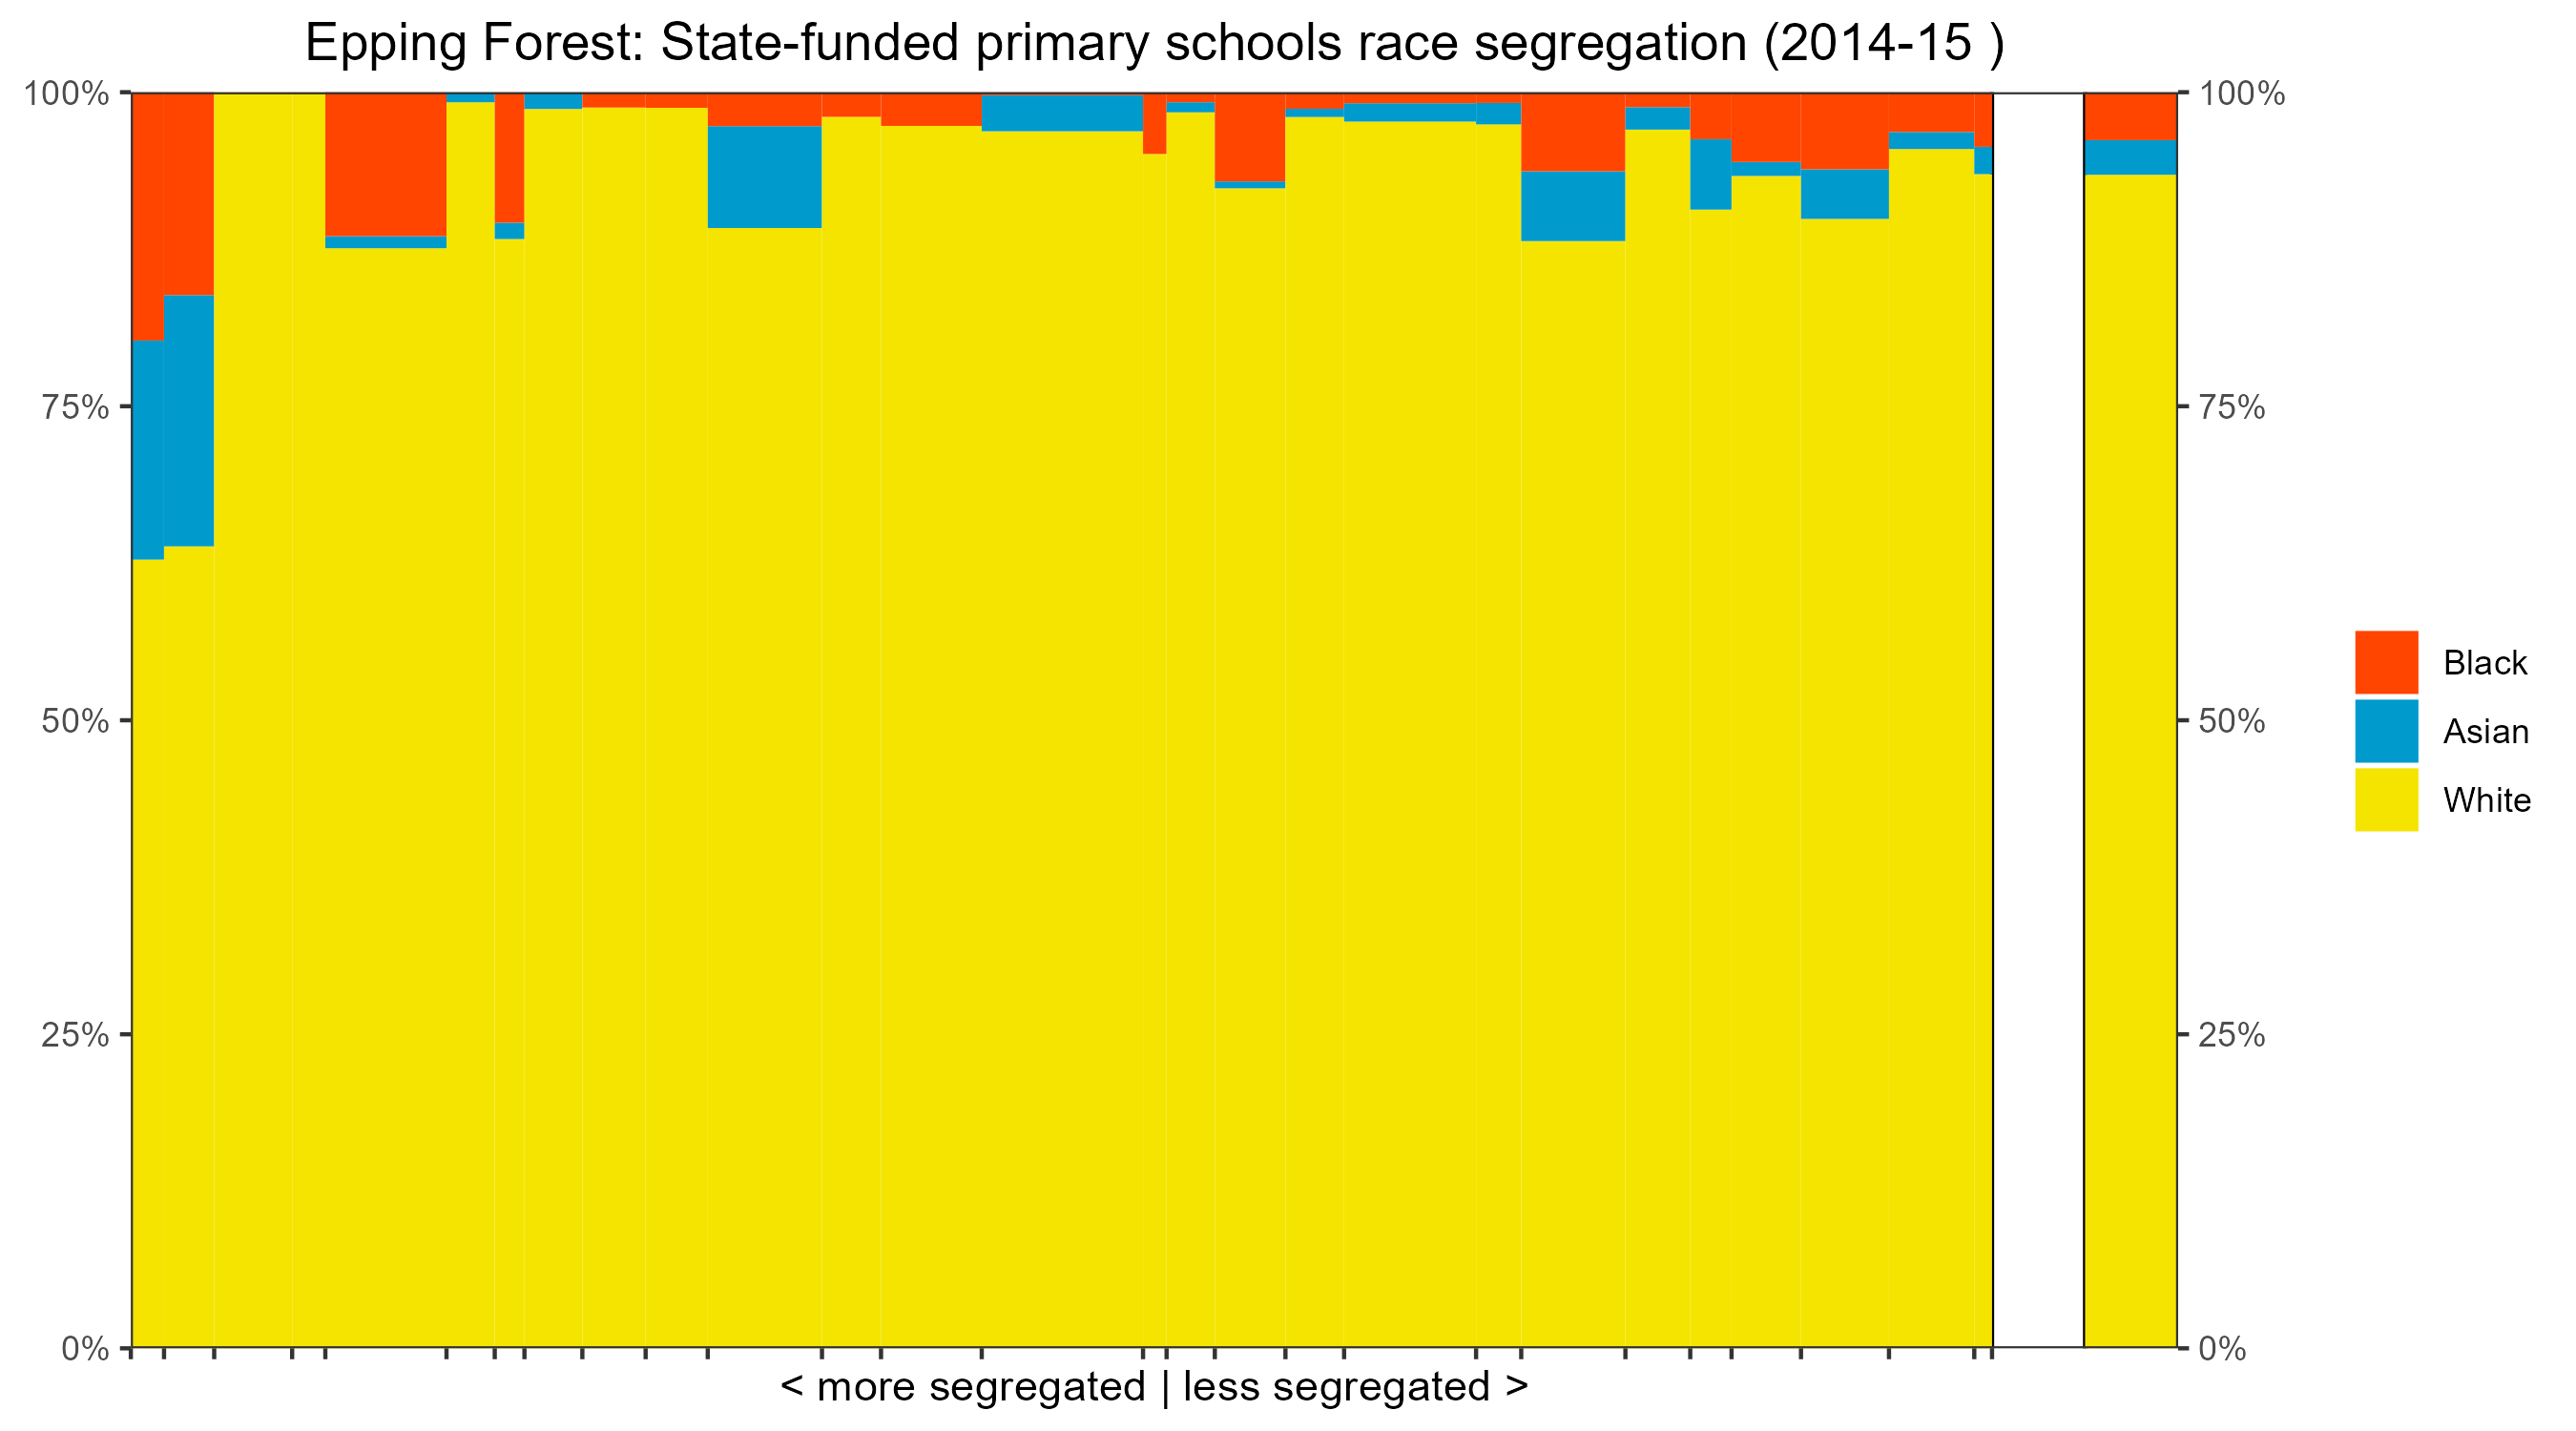 Epping Forest: State-funded primary schools race segregation (2014-15 )
100%
75%
50%
25%
0%
100%
75%
50%
25%
0%
Black
Asian
White
< more segregated | less segregated >